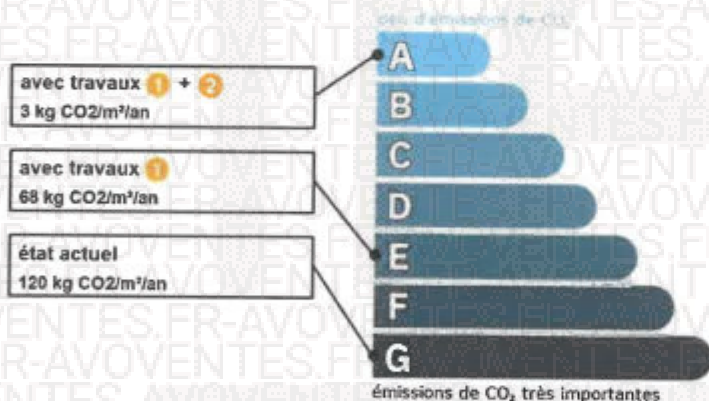 peu d'émissions de CO₂
A
avec travaux 1 + 2
3 kg CO2/m²/an
B
C
avec travaux 1
68 kg CO2/m²/an
D
état actuel
120 kg CO2/m²/an
E
F
G
émissions de CO₂ très importantes